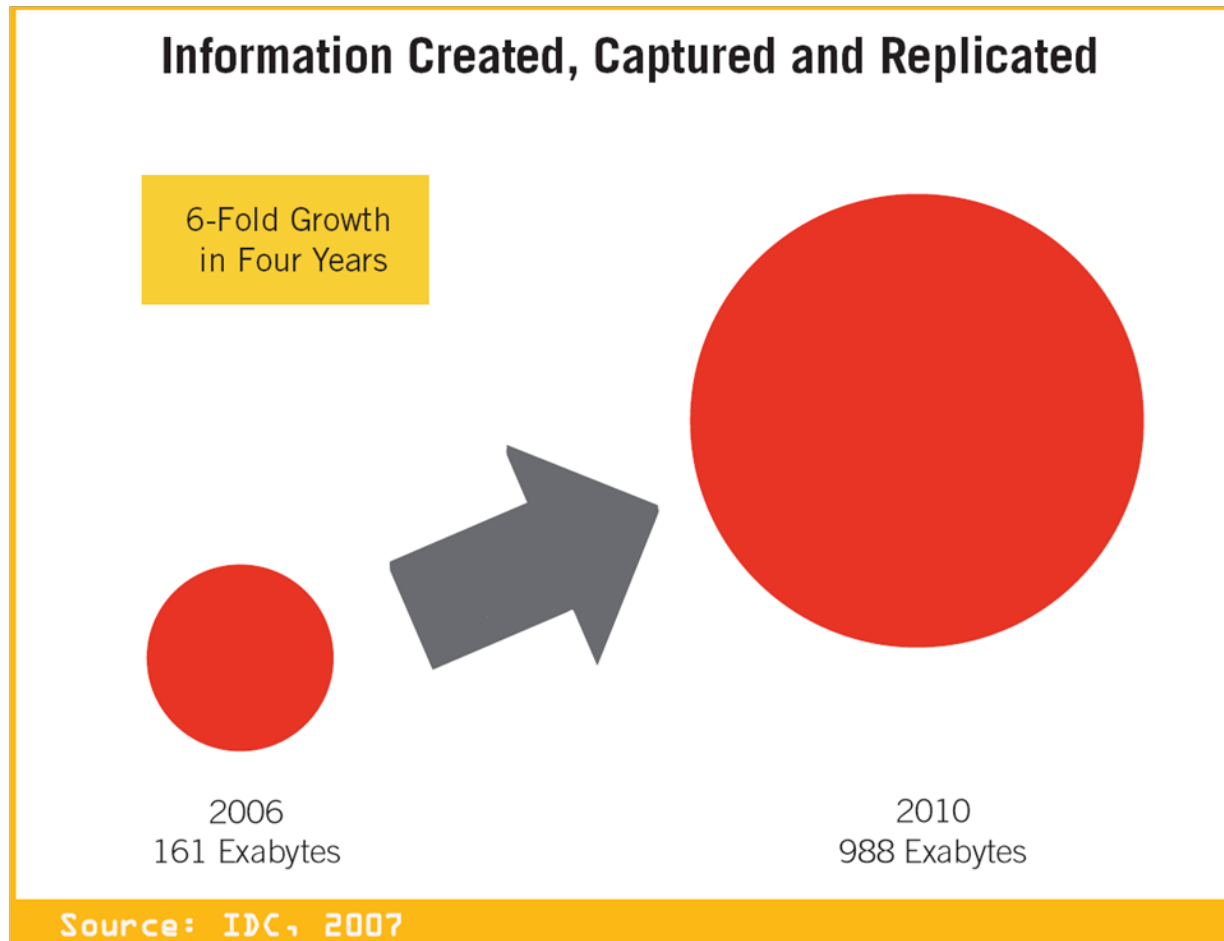 Information Created, Captured and Replicated
6-Fold Growth
in Four Years
2006
161 Exabytes
2010
988 Exabytes
Source: IDC, 2007